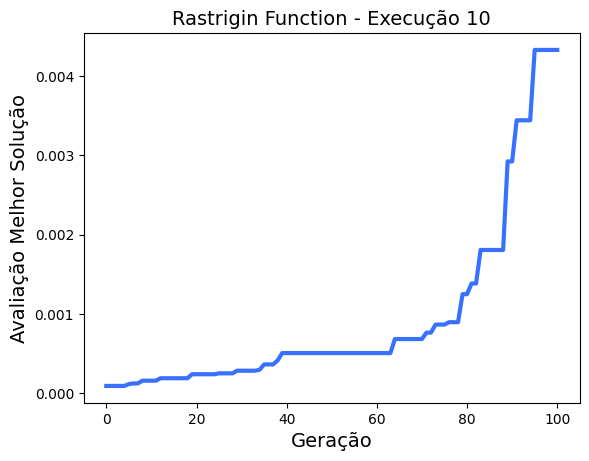 Rastrigin Function - Execução 10
Avaliação Melhor Solução
0.004
0.003
0.002
0.001
0.000
0 20 40 60 80 100
Geração